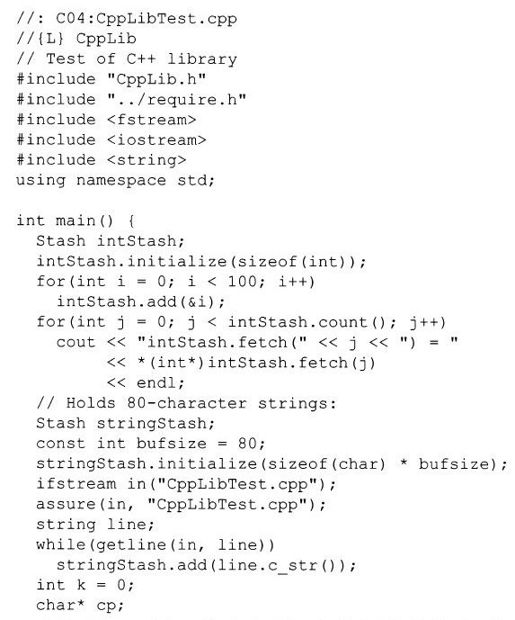 //: C04:CppLibTest.cpp
//{L} CppLib
// Test of C++ library
#include "CppLib.h"
#include "../require.h"
#include <fstream>
#include <iostream>
#include <string>
using namespace std;

int main() {
  Stash intStash;
  intStash.initialize(sizeof(int));
  for(int i = 0; i < 100; i++)
    intStash.add(&i);
  for(int j = 0; j < intStash.count(); j++)
    cout << "intStash.fetch(" << j << ") = "
         << *(int*)intStash.fetch(j)
         << endl;
  // Holds 80-character strings:
  Stash stringStash;
  const int bufsize = 80;
  stringStash.initialize(sizeof(char) * bufsize);
  ifstream in("CppLibTest.cpp");
  assure(in, "CppLibTest.cpp");
  string line;
  while(getline(in, line))
    stringStash.add(line.c_str());
  int k = 0;
  char* cp;